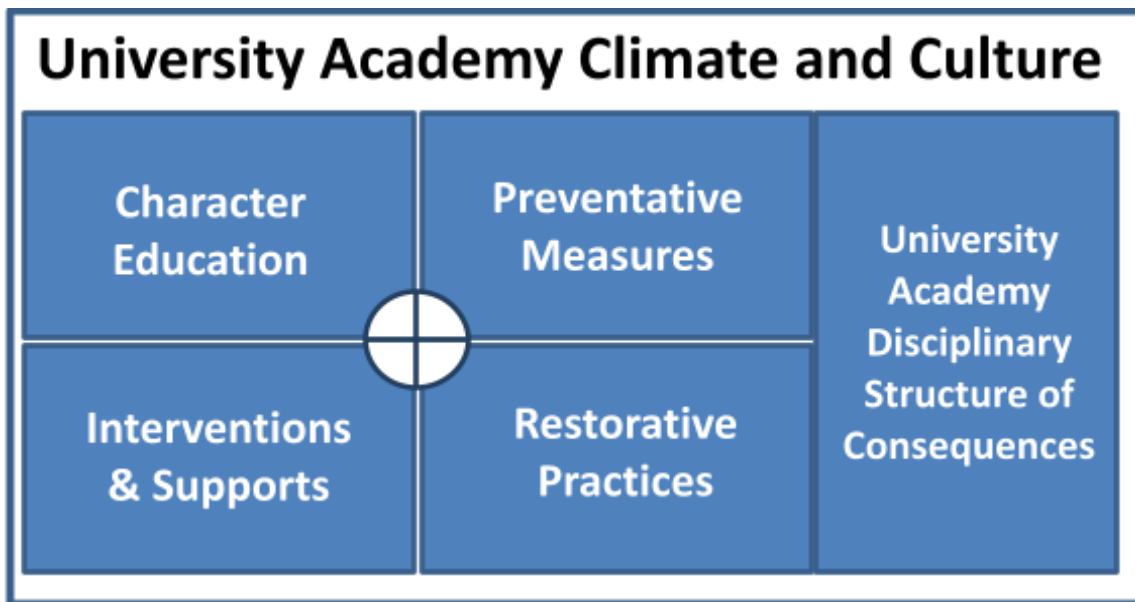 University Academy Climate and Culture
Character
Education
Preventative
Measures
Interventions
& Supports
Restorative
Practices
University
Academy
Disciplinary
Structure of
Consequences